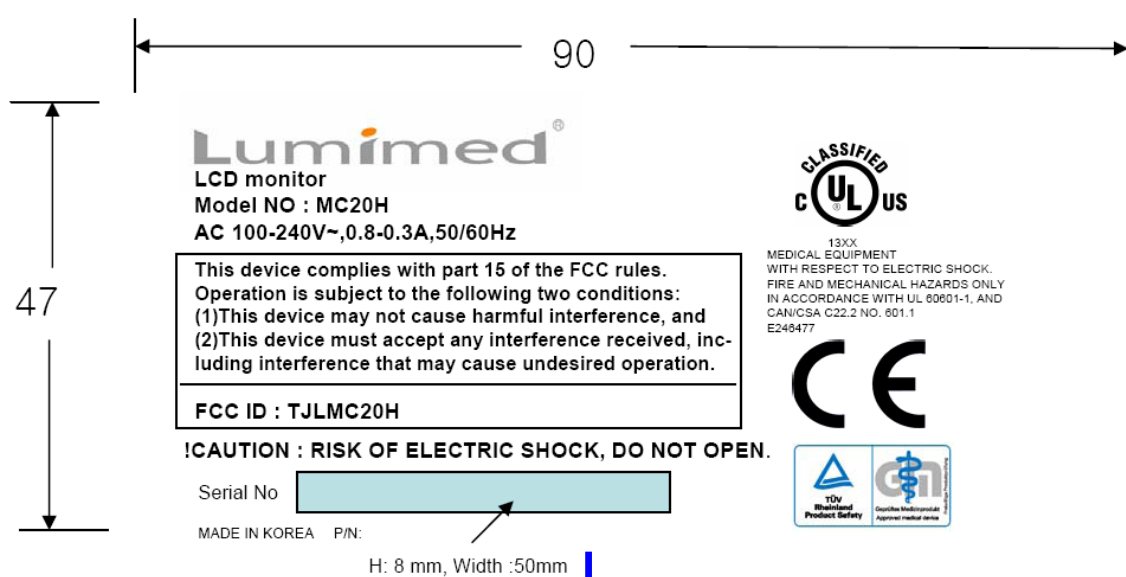 90
47
Lumimed®
LCD monitor
Model NO : MC20H
AC 100-240V~,0.8-0.3A,50/60Hz
This device complies with part 15 of the FCC rules.
Operation is subject to the following two conditions:
(1)This device may not cause harmful interference, and
(2)This device must accept any interference received, inc-
luding interference that may cause undesired operation.
FCC ID : TJLMC20H
!CAUTION : RISK OF ELECTRIC SHOCK, DO NOT OPEN.
Serial No
MADE IN KOREA P/N:
H: 8 mm, Width :50mm
CLASSIFIED
C UL® US
13XX
MEDICAL EQUIPMENT
WITH RESPECT TO ELECTRIC SHOCK.
FIRE AND MECHANICAL HAZARDS ONLY
IN ACCORDANCE WITH UL 60601-1, AND
CAN/CSA C22.2 NO. 601.1
E246477
CE
TÜV
Rheinland
Product Safety
GM
Geprüftes Medizinprodukt
Approved medical device